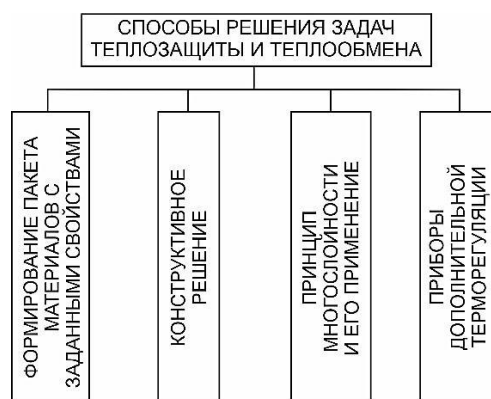 СПОСОБЫ РЕШЕНИЯ ЗАДАЧ
ТЕПЛОЗАЩИТЫ И ТЕПЛООБМЕНА
ФОРМИРОВАНИЕ ПАКЕТА
МАТЕРИАЛОВ С
ЗАДАННЫМИ СВОЙСТВАМИ
КОНСТРУКТИВНОЕ
РЕШЕНИЕ
ПРИНЦИП
МНОГОСЛОЙНОСТИ
И ЕГО ПРИМЕНЕНИЕ
ПРИБОРЫ
ДОПОЛНИТЕЛЬНОЙ
ТЕРМОРЕГУЛЯЦИИ